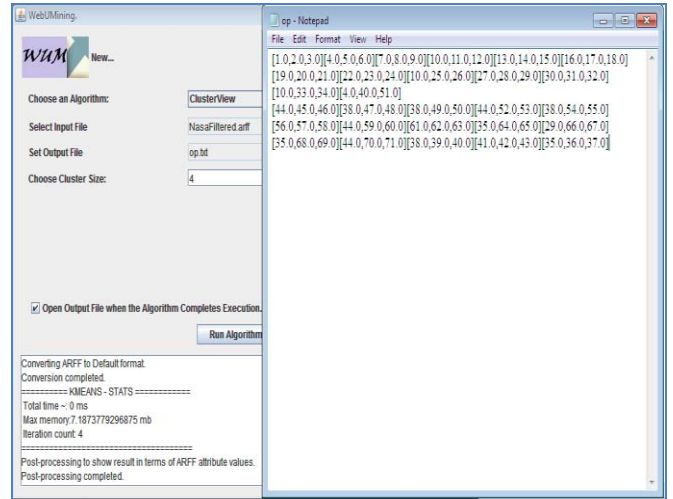 WebUMining.
WUM New...
Choose an Algorithm: ClusterView
Select Input File NasaFiltered.arff
Set Output File op.txt
Choose Cluster Size: 4
Open Output File when the Algorithm Completes Execution.
Run Algorithm
Converting ARFF to Default format.
Conversion completed.
========== KMEANS - STATS ============
Total time ~: 0 ms
Max memory:7.1873779296875 mb
Iteration count: 4
=====================================
Post-processing to show result in terms of ARFF attribute values.
Post-processing completed.
op - Notepad
File Edit Format View Help
[1.0,2.0,3.0][4.0,5.0,6.0][7.0,8.0,9.0][10.0,11.0,12.0][13.0,14.0,15.0][16.0,17.0,18.0]
[19.0,20.0,21.0][22.0,23.0,24.0][10.0,25.0,26.0][27.0,28.0,29.0][30.0,31.0,32.0]
[10.0,33.0,34.0][4.0,40.0,51.0]
[44.0,45.0,46.0][38.0,47.0,48.0][38.0,49.0,50.0][44.0,52.0,53.0][38.0,54.0,55.0]
[56.0,57.0,58.0][44.0,59.0,60.0][61.0,62.0,63.0][35.0,64.0,65.0][29.0,66.0,67.0]
[35.0,68.0,69.0][44.0,70.0,71.0][38.0,39.0,40.0][41.0,42.0,43.0][35.0,36.0,37.0]